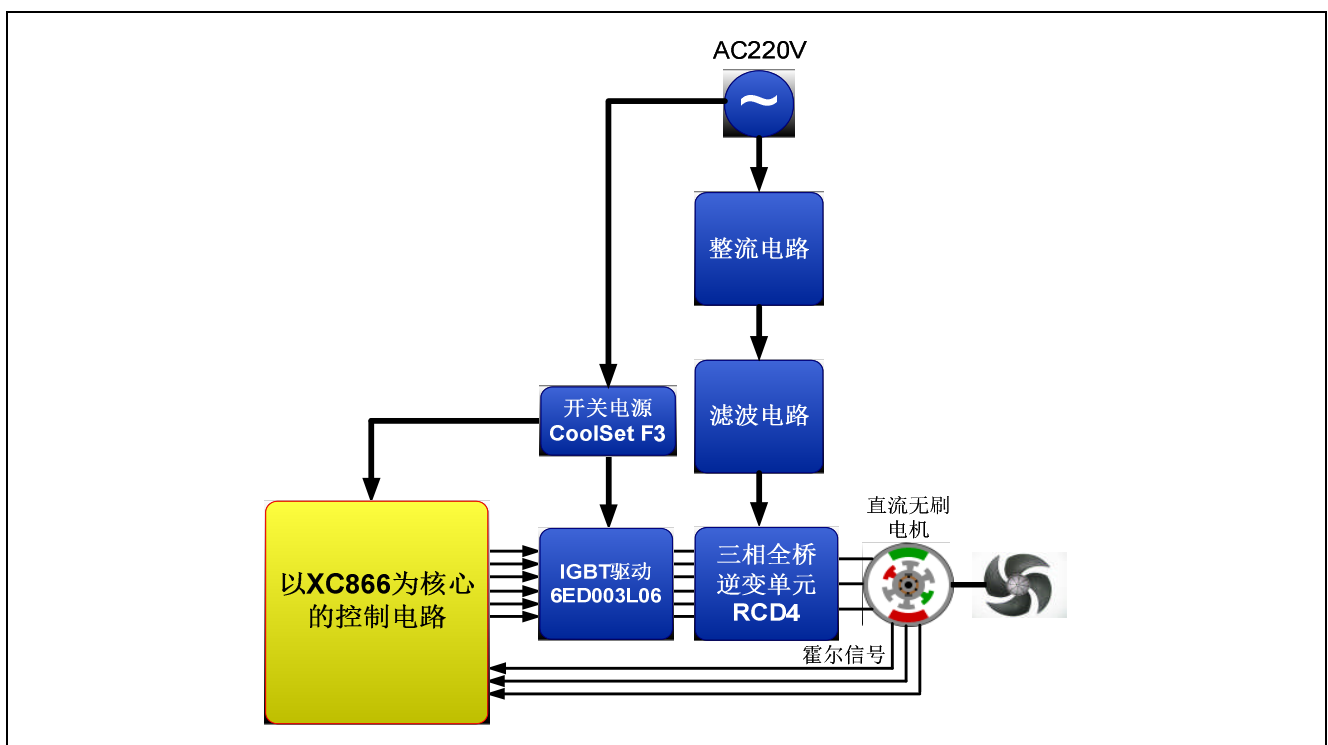 AC220V
~
整流电路
滤波电路
开关电源
CoolSet F3
以XC866为核心
的控制电路
IGBT驱动
6ED003L06
三相全桥
逆变单元
RCD4
直流无刷
电机
霍尔信号